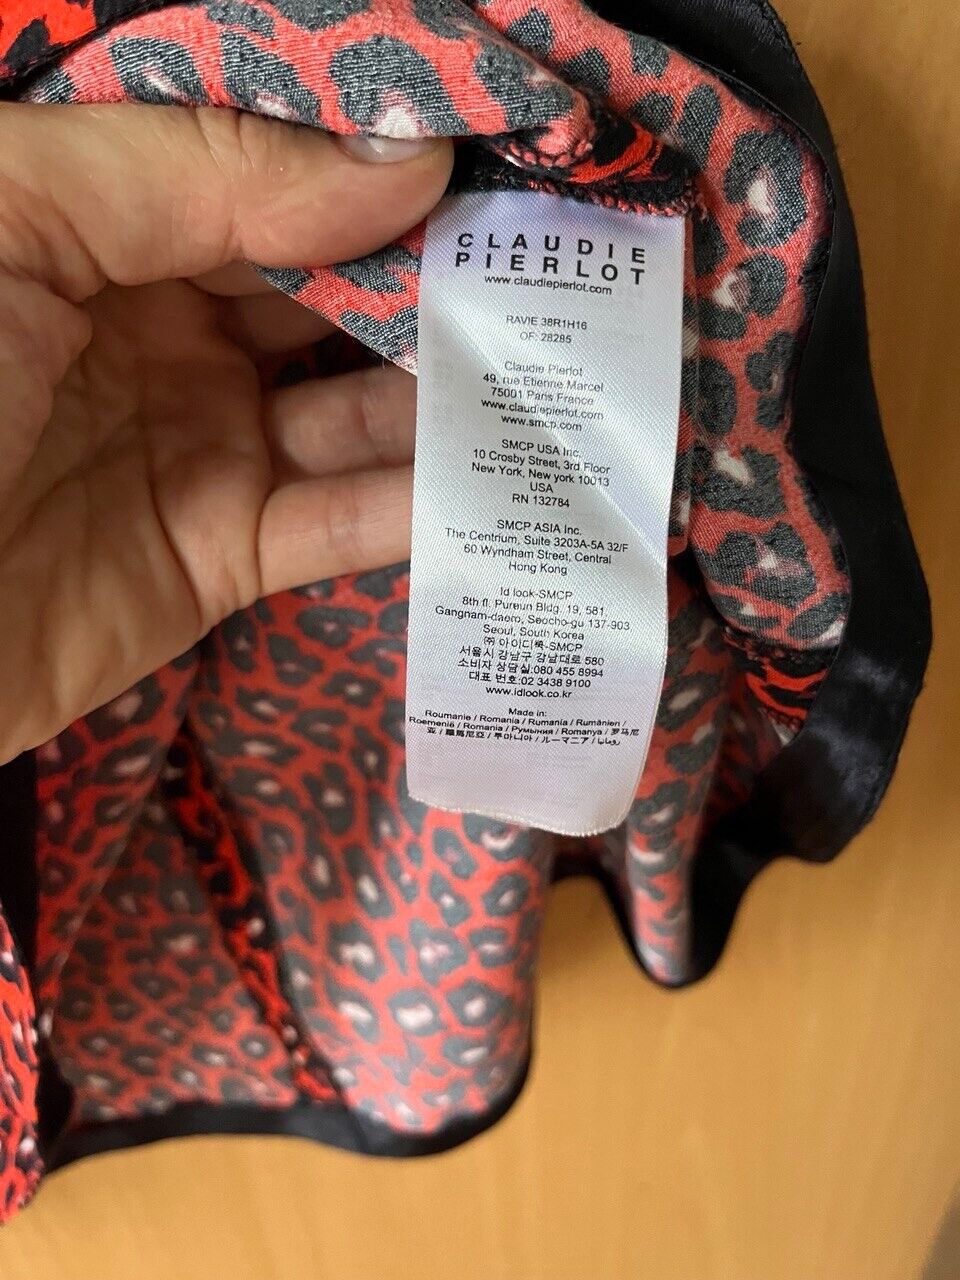 CLAUDIE
PIERLOT
www.claudiepierlot.com
RAVIE 38R1H16
OF: 28285
Claudie Pierlot
49, rue Etienne Marcel
75001 Paris France
www.claudiepierlot.com
www.smcp.com
SMCP USA Inc.
10 Crosby Street, 3rd Floor
New York, New york 10013
USA
RN 132784
SMCP ASIA Inc.
The Centrium, Suite 3203A-5A 32/F
60 Wyndham Street, Central
Hong Kong
Id look-SMCP
8th fl. Pureun Bldg. 19, 581,
Gangnam-daero, Seocho-gu 137-903
Seoul, South Korea
㈜ 아이디룩-SMCP
서울시 강남구 강남대로 580
소비자 상담실:080 455 8994
대표 번호:02 3438 9100
www.idlook.co.kr
Made in:
Roumanie / Romania / Rumania / Rumänien /
Roemenië / Romania / Румыния / Romanya / 罗马尼
亚 / 羅馬尼亞 / 루마니아 / ルーマニア / رومانيا